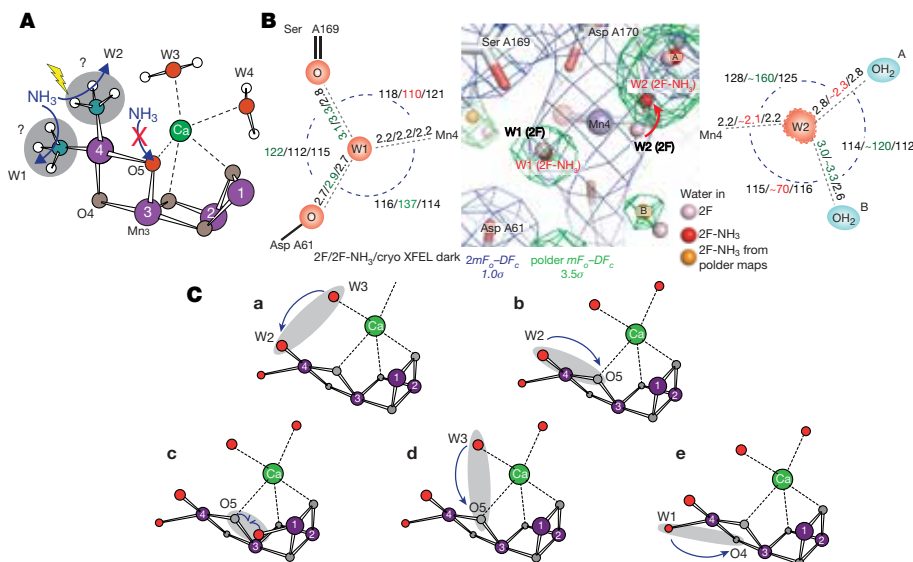 A
?
W2
W3
NH3
NH3
W4
?
Ca
4
O5
W1
O4
3
Mn3
2
1
B
Ser A169
O
3.1/3.3/2.8
118/110/121
W1
2.2/2.2/2.2
Mn4
122/112/115
2.7/2.9/2.7
116/137/114
O
Asp A61
2F/2F-NH3/cryo XFEL dark
Ser A169
Asp A170
A
W2 (2F-NH3)
Mn4
W1 (2F)
W2 (2F)
W1 (2F-NH3)
Asp A61
B
2mFo–DFc
1.0σ
polder mFo–DFc
3.5σ
Water in
2F
2F-NH3
2F-NH3 from
polder maps
A
128/~160/125
OH2
2.8/~2.3/2.8
2.2/~2.1/2.2
W2
Mn4
114/~120/112
3.0/~3.3/2.6
115/~70/116
OH2
B
C
a
W3
Ca
W2
4
1
2
3
b
Ca
W2
O5
4
1
2
3
c
Ca
O5
4
1
2
3
d
W3
Ca
O5
4
1
2
3
e
Ca
W1
4
O4
1
2
3